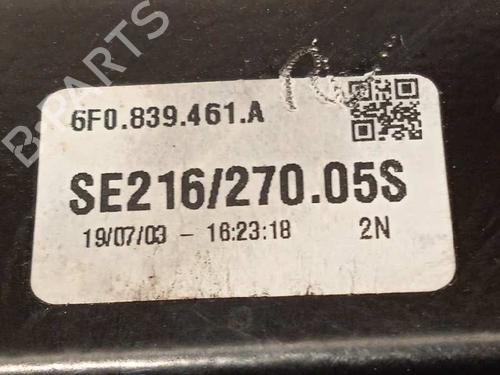 6F0.839.461.A
SE216/270.05S
19/07/03 – 16:23:18 2N
B-PARTS